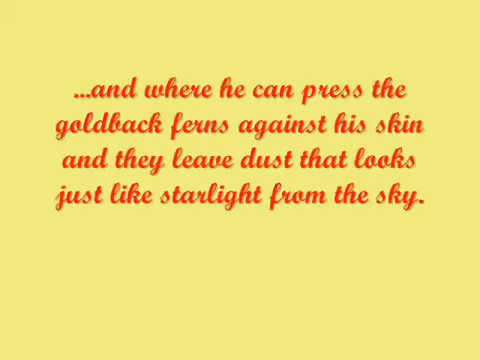 ...and where he can press the
goldback ferns against his skin
and they leave dust that looks
just like starlight from the sky.